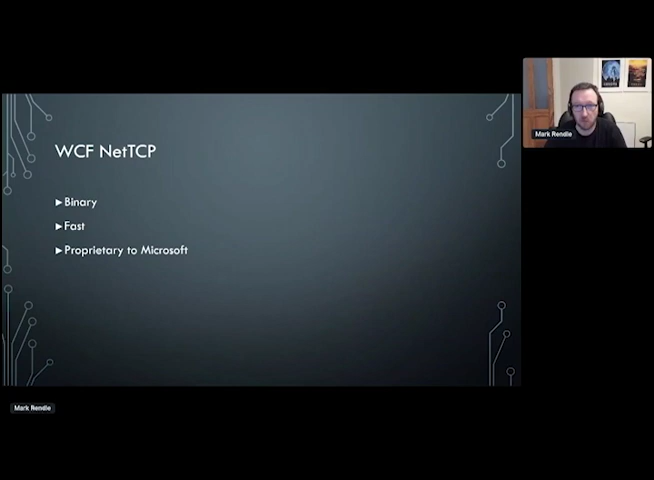 WCF NetTCP
►Binary
►Fast
►Proprietary to Microsoft
Mark Rendle
Mark Rendle